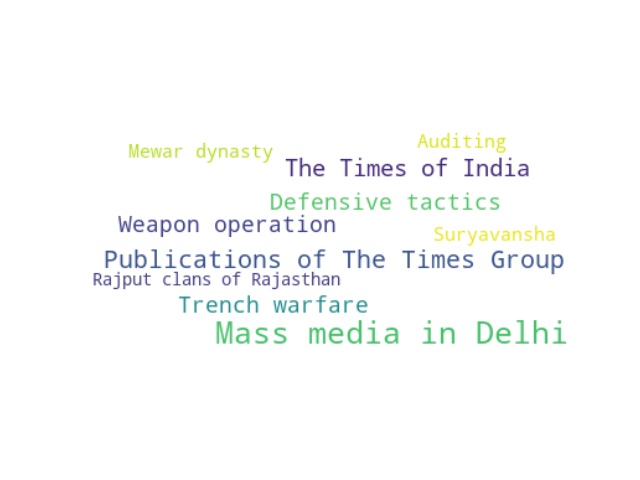 Auditing
Mewar dynasty
The Times of India
Defensive tactics
Weapon operation
Suryavansha
Publications of The Times Group
Rajput clans of Rajasthan
Trench warfare
Mass media in Delhi